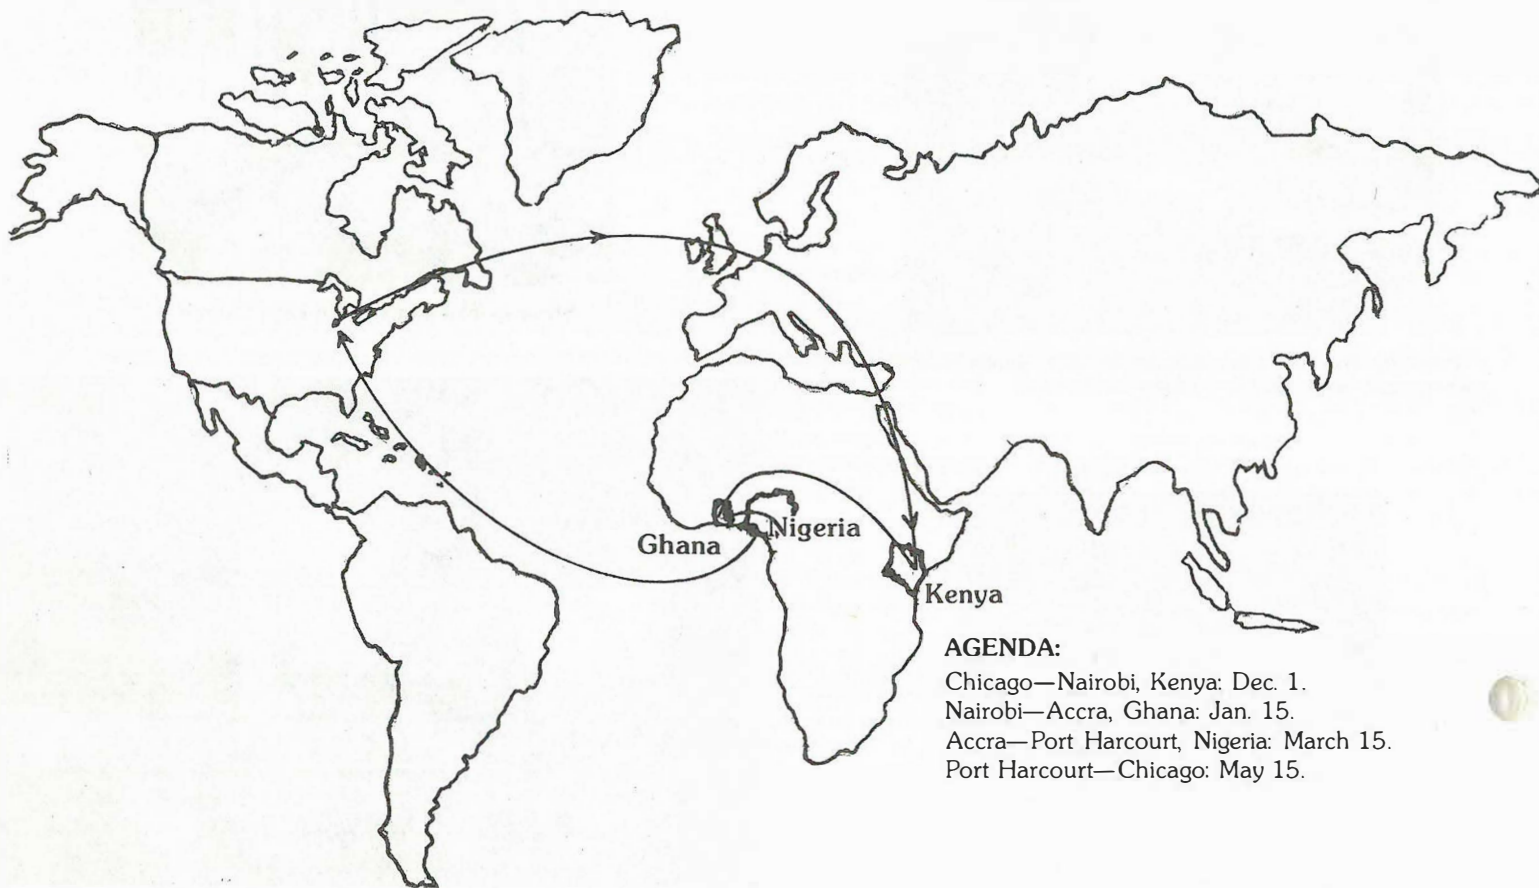 Ghana
Nigeria
Kenya
AGENDA:
Chicago—Nairobi, Kenya: Dec. 1.
Nairobi—Accra, Ghana: Jan. 15.
Accra—Port Harcourt, Nigeria: March 15.
Port Harcourt—Chicago: May 15.